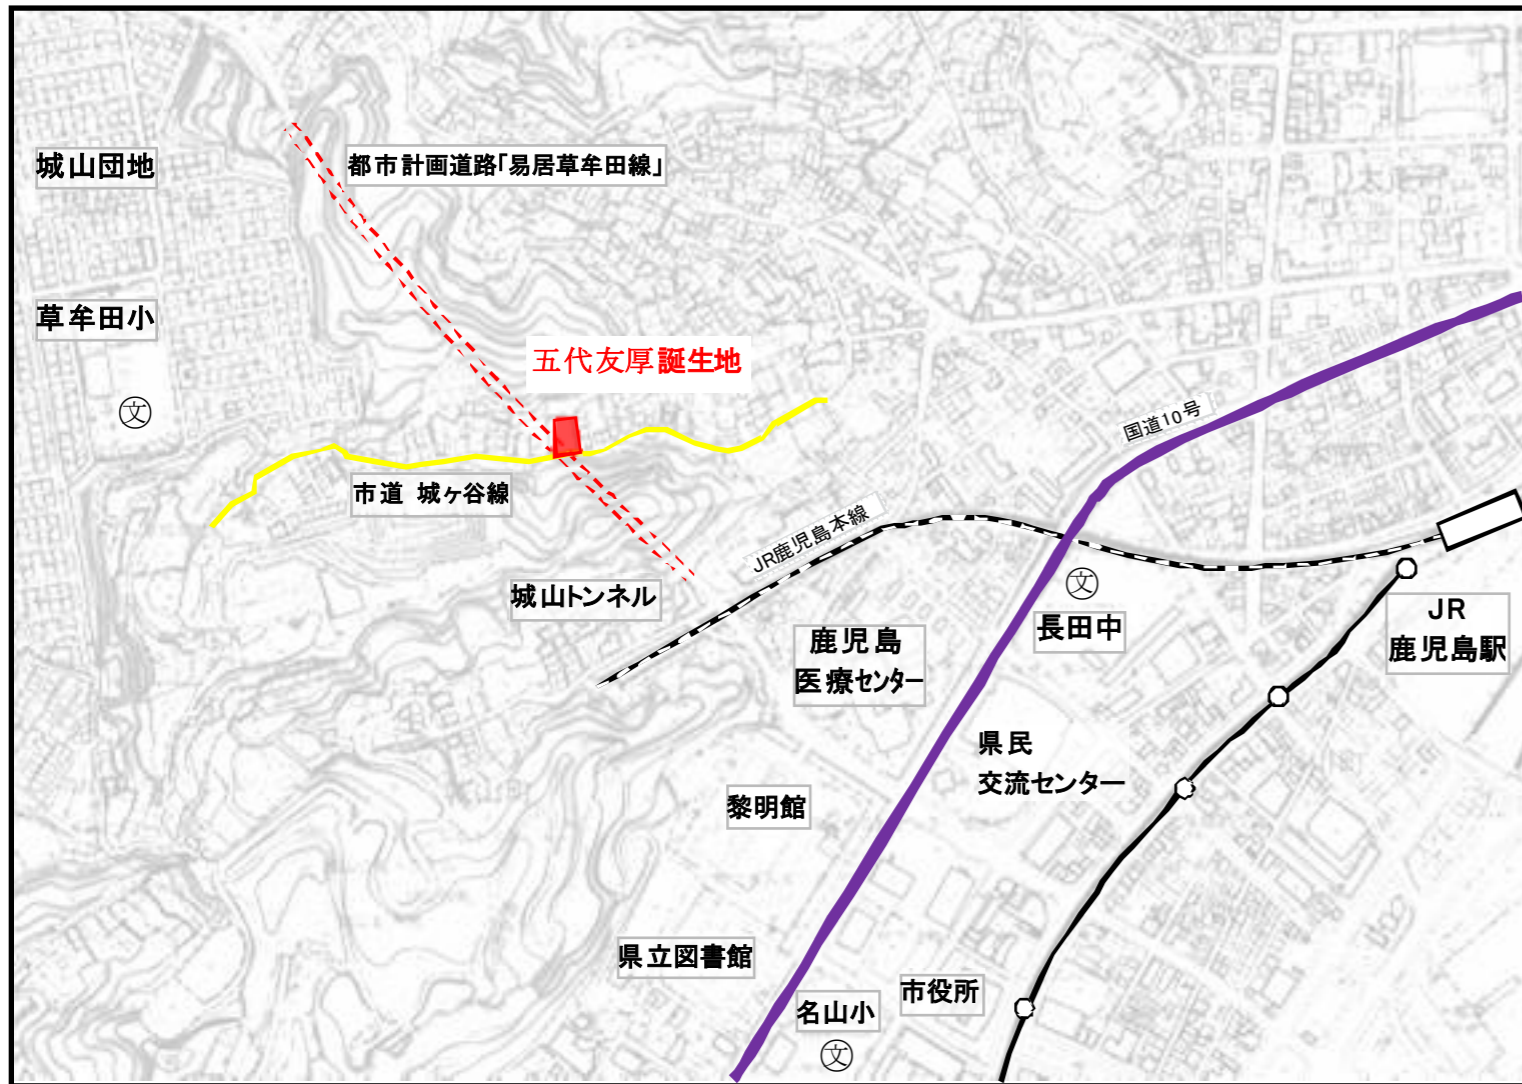 城山団地
都市計画道路「易居草牟田線」
草牟田小
五代友厚誕生地
文
国道10号
市道 城ヶ谷線
JR鹿児島本線
城山トンネル
文
長田中
JR
鹿児島駅
鹿児島
医療センター
県民
交流センター
黎明館
県立図書館
市役所
名山小
文